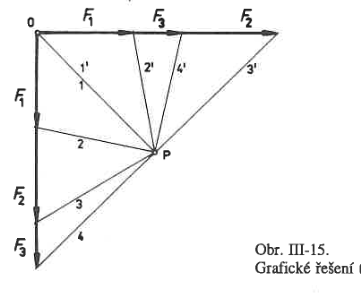 O F₁ F₃ F₂
1' 2' 4' 3'
1
F₁
2 P
F₂ 3
F₃ 4
Obr. III-15.
Grafické řešení